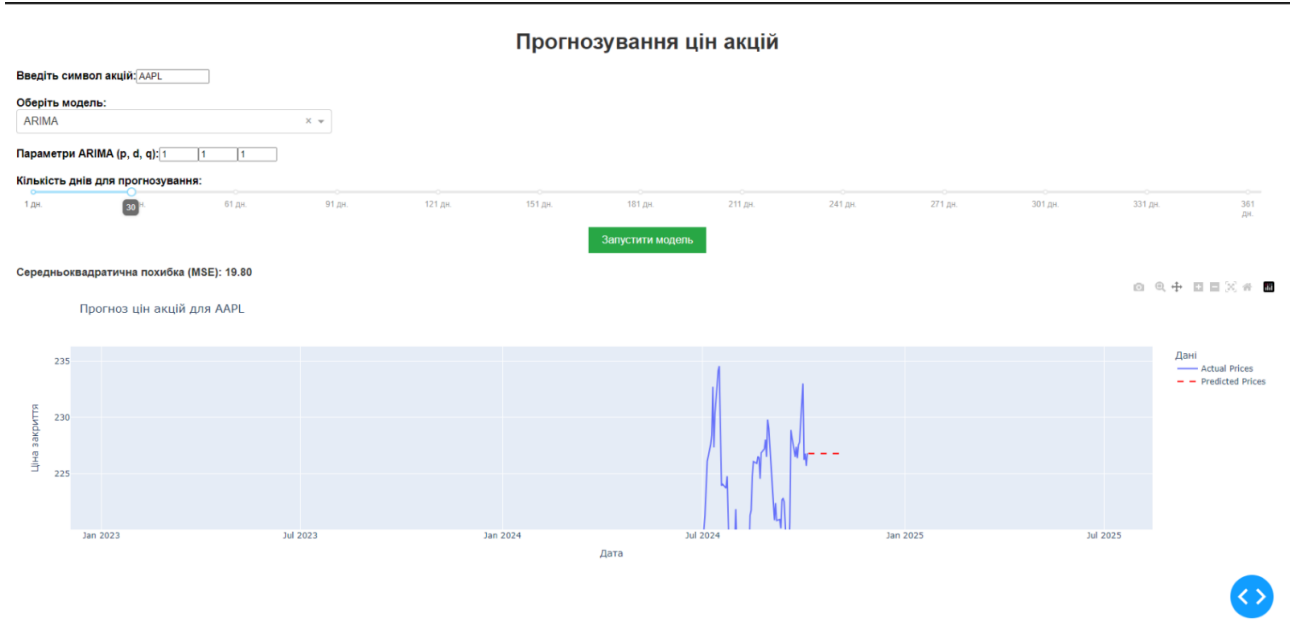 Прогнозування цін акцій
Введіть символ акцій: AAPL
Оберіть модель:
ARIMA
Параметри ARIMA (p, d, q): 1 1 1
Кількість днів для прогнозування:
1 дн. 30 61 дн. 91 дн. 121 дн. 151 дн. 181 дн. 211 дн. 241 дн. 271 дн. 301 дн. 331 дн. 361 дн.
Запустити модель
Середньоквадратична похибка (MSE): 19.80
Прогноз цін акцій для AAPL
Дані
Actual Prices
Predicted Prices
235
230
225
Ціна закриття
Jan 2023 Jul 2023 Jan 2024 Jul 2024 Jan 2025 Jul 2025
Дата